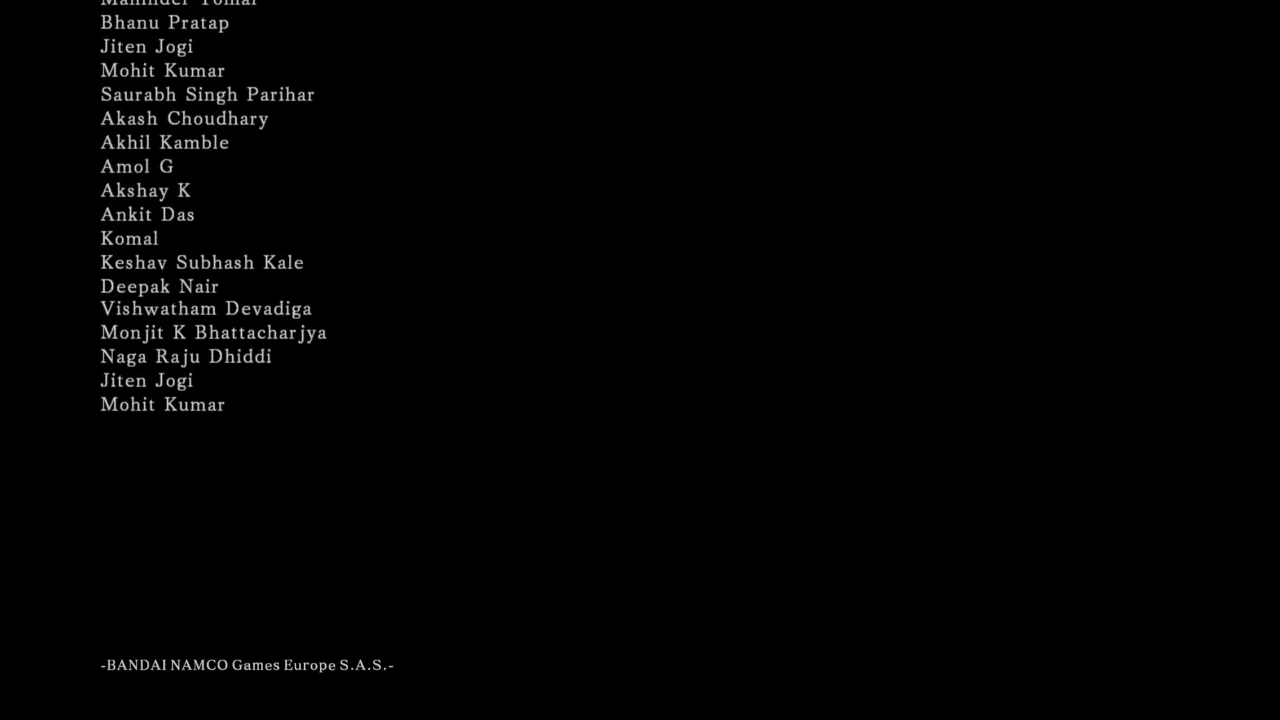 Maninder Tomar
Bhanu Pratap
Jiten Jogi
Mohit Kumar
Saurabh Singh Parihar
Akash Choudhary
Akhil Kamble
Amol G
Akshay K
Ankit Das
Komal
Keshav Subhash Kale
Deepak Nair
Vishwatham Devadiga
Monjit K Bhattacharjya
Naga Raju Dhiddi
Jiten Jogi
Mohit Kumar
-BANDAI NAMCO Games Europe S.A.S.-